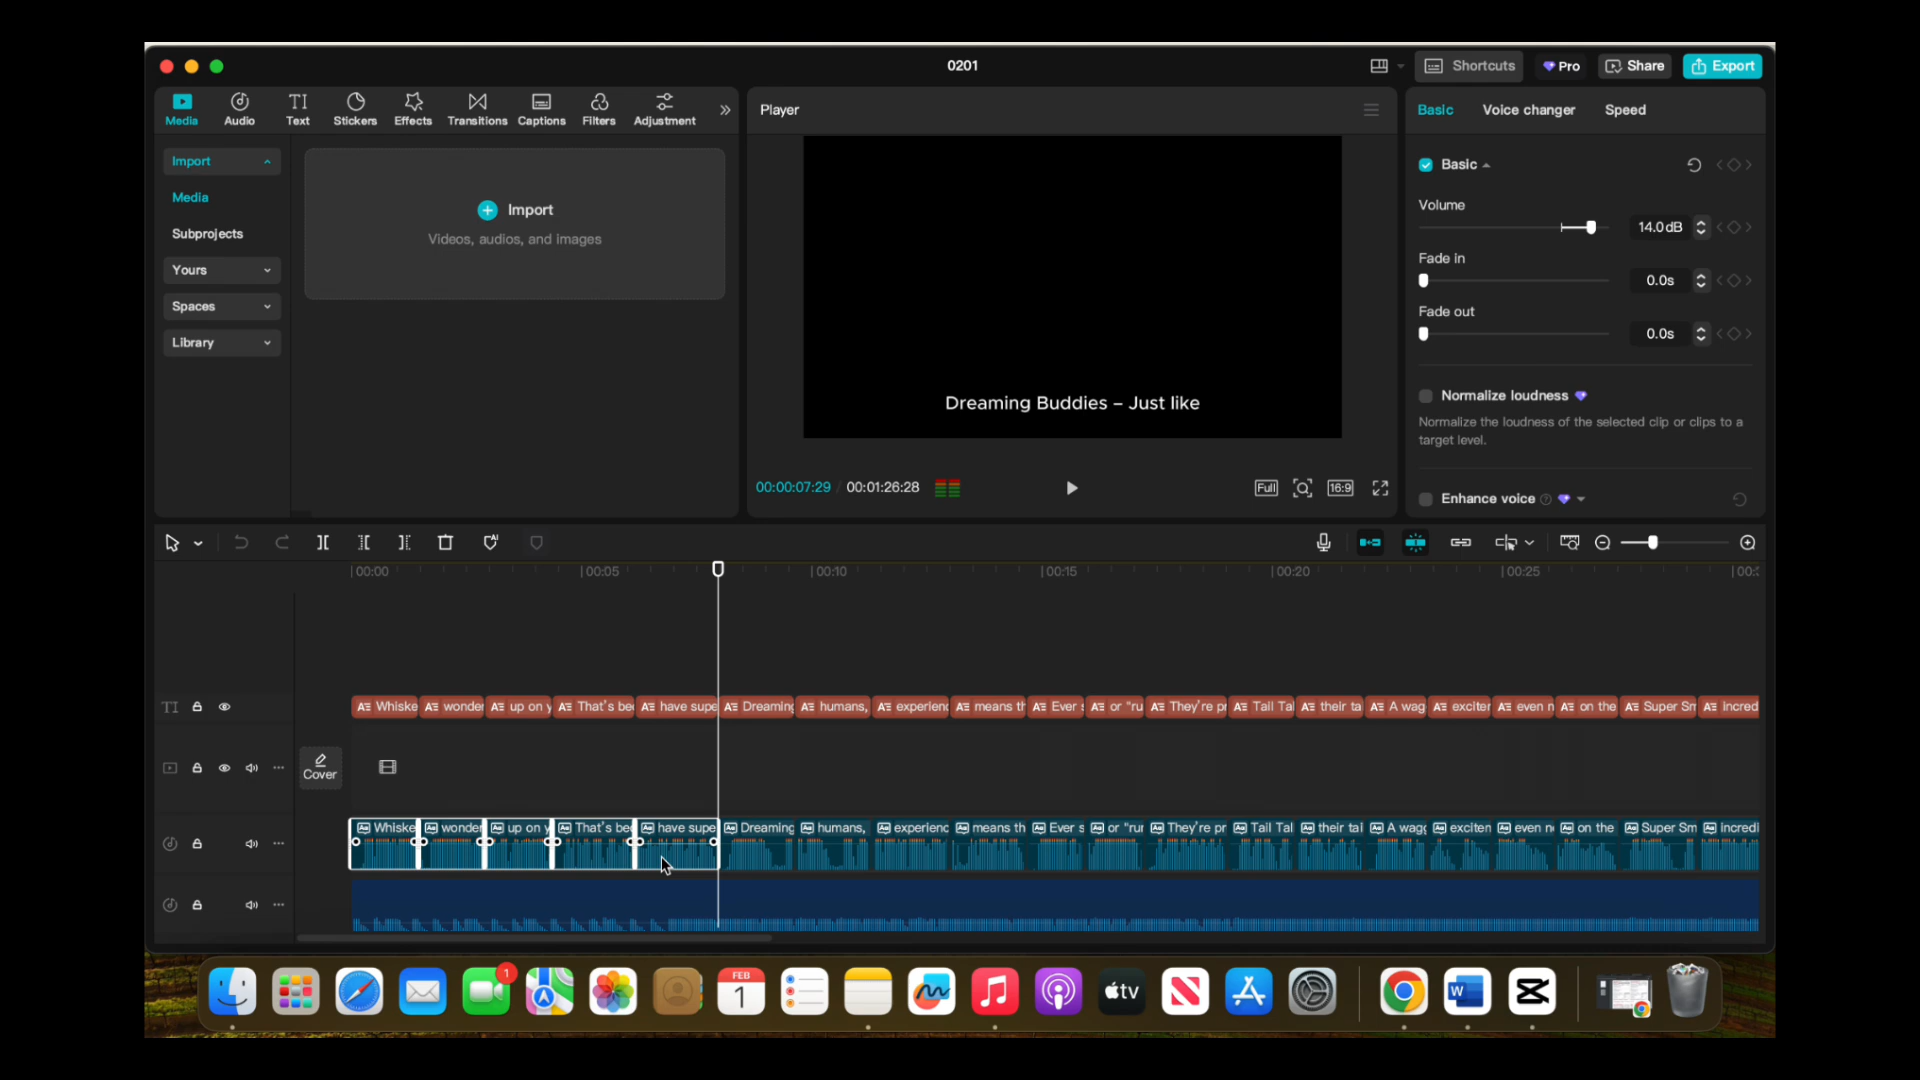 0201
Shortcuts
Pro
Share
Export
Media
Audio
Text
Stickers
Effects
Transitions
Captions
Filters
Adjustment
Import
Media
Subprojects
Yours
Spaces
Library
Import
Videos, audios, and images
Player
Dreaming Buddies – Just like
00:00:07:29 / 00:01:26:28
Full
16:9
Basic
Voice changer
Speed
Basic
Volume
14.0dB
Fade in
0.0s
Fade out
0.0s
Normalize loudness
Normalize the loudness of the selected clip or clips to a
target level.
Enhance voice
00:00
00:05
00:10
00:15
00:20
00:25
00:
Whiske
wonder
up on y
That's be
have supe
Dreaming
humans,
experienc
means th
Ever s
or "ru
They're pr
Tail Tal
their ta
A wag
exciter
even n
on the
Super Sm
incred
Cover
Whiske
wonder
up on y
That's be
have supe
Dreaming
humans,
experienc
means th
Ever s
or "rur
They're pr
Tail Tal
their tai
A wagg
exciten
even n
on the
Super Sm
incredi
1
FEB
1
tv
W